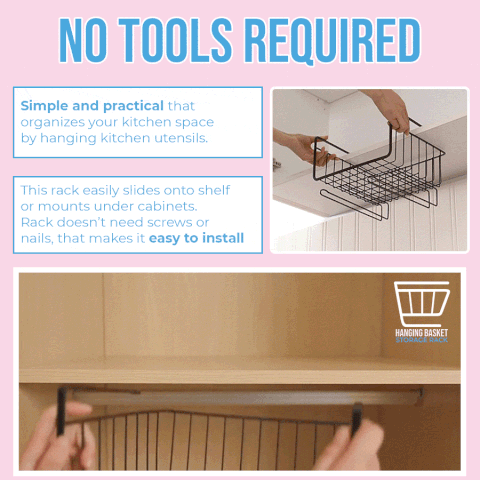 NO TOOLS REQUIRED
Simple and practical that
organizes your kitchen space
by hanging kitchen utensils.
This rack easily slides onto shelf
or mounts under cabinets.
Rack doesn't need screws or
nails, that makes it easy to install
HANGING BASKET
STORAGE RACK